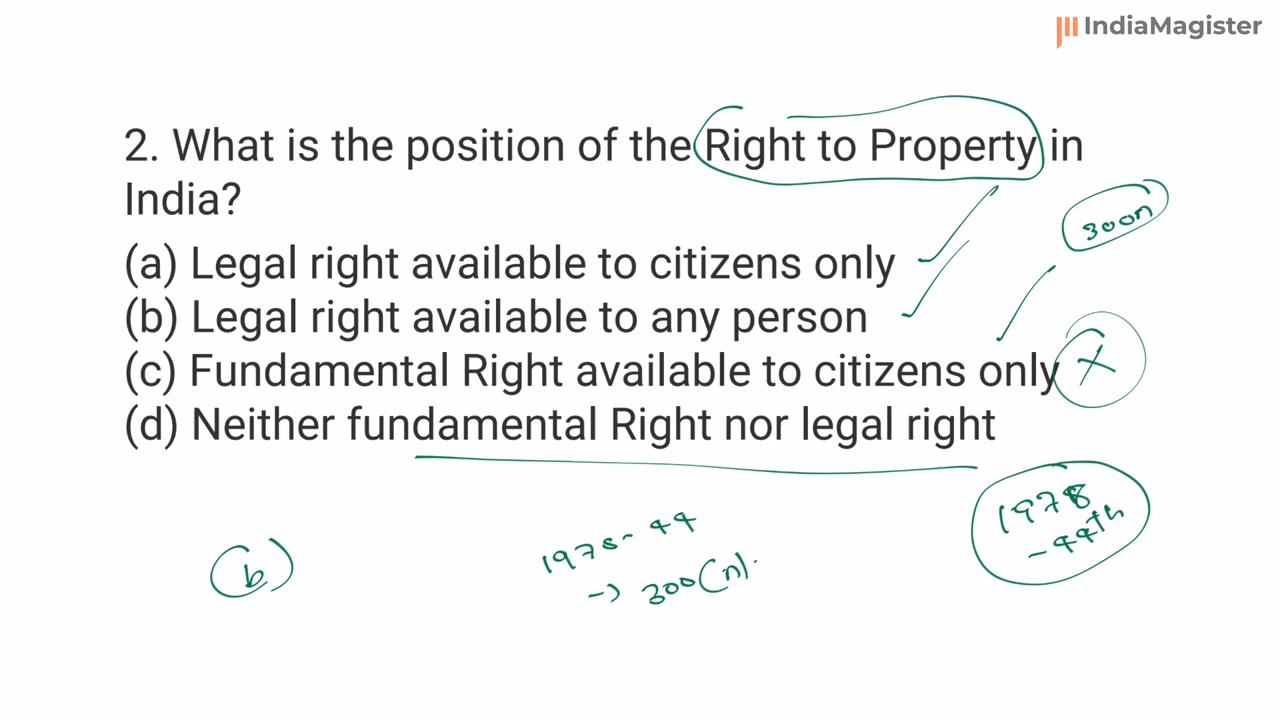 IndiaMagister
2. What is the position of the Right to Property in
India?
300A
(a) Legal right available to citizens only
(b) Legal right available to any person
(c) Fundamental Right available to citizens only
(d) Neither fundamental Right nor legal right
1978
- 44th
1978 - 44
→ 300(A).
(b)